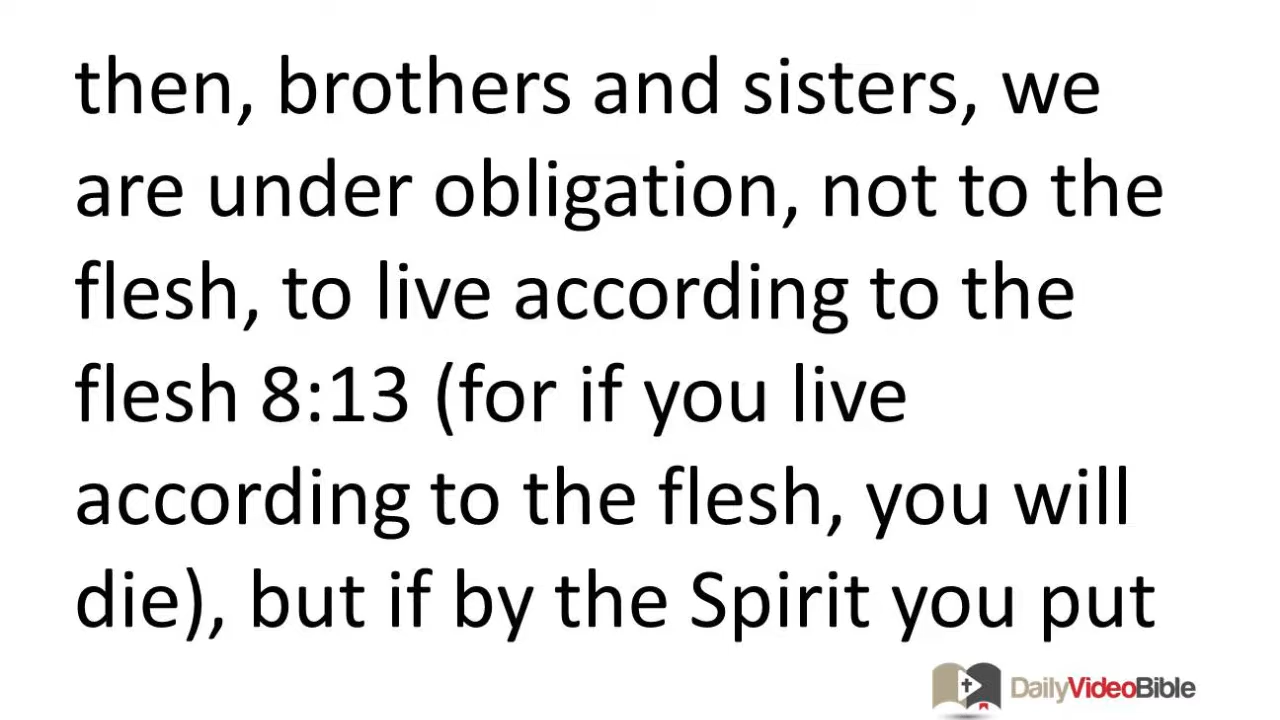 then, brothers and sisters, we
are under obligation, not to the
flesh, to live according to the
flesh 8:13 (for if you live
according to the flesh, you will
die), but if by the Spirit you put
DailyVideoBible